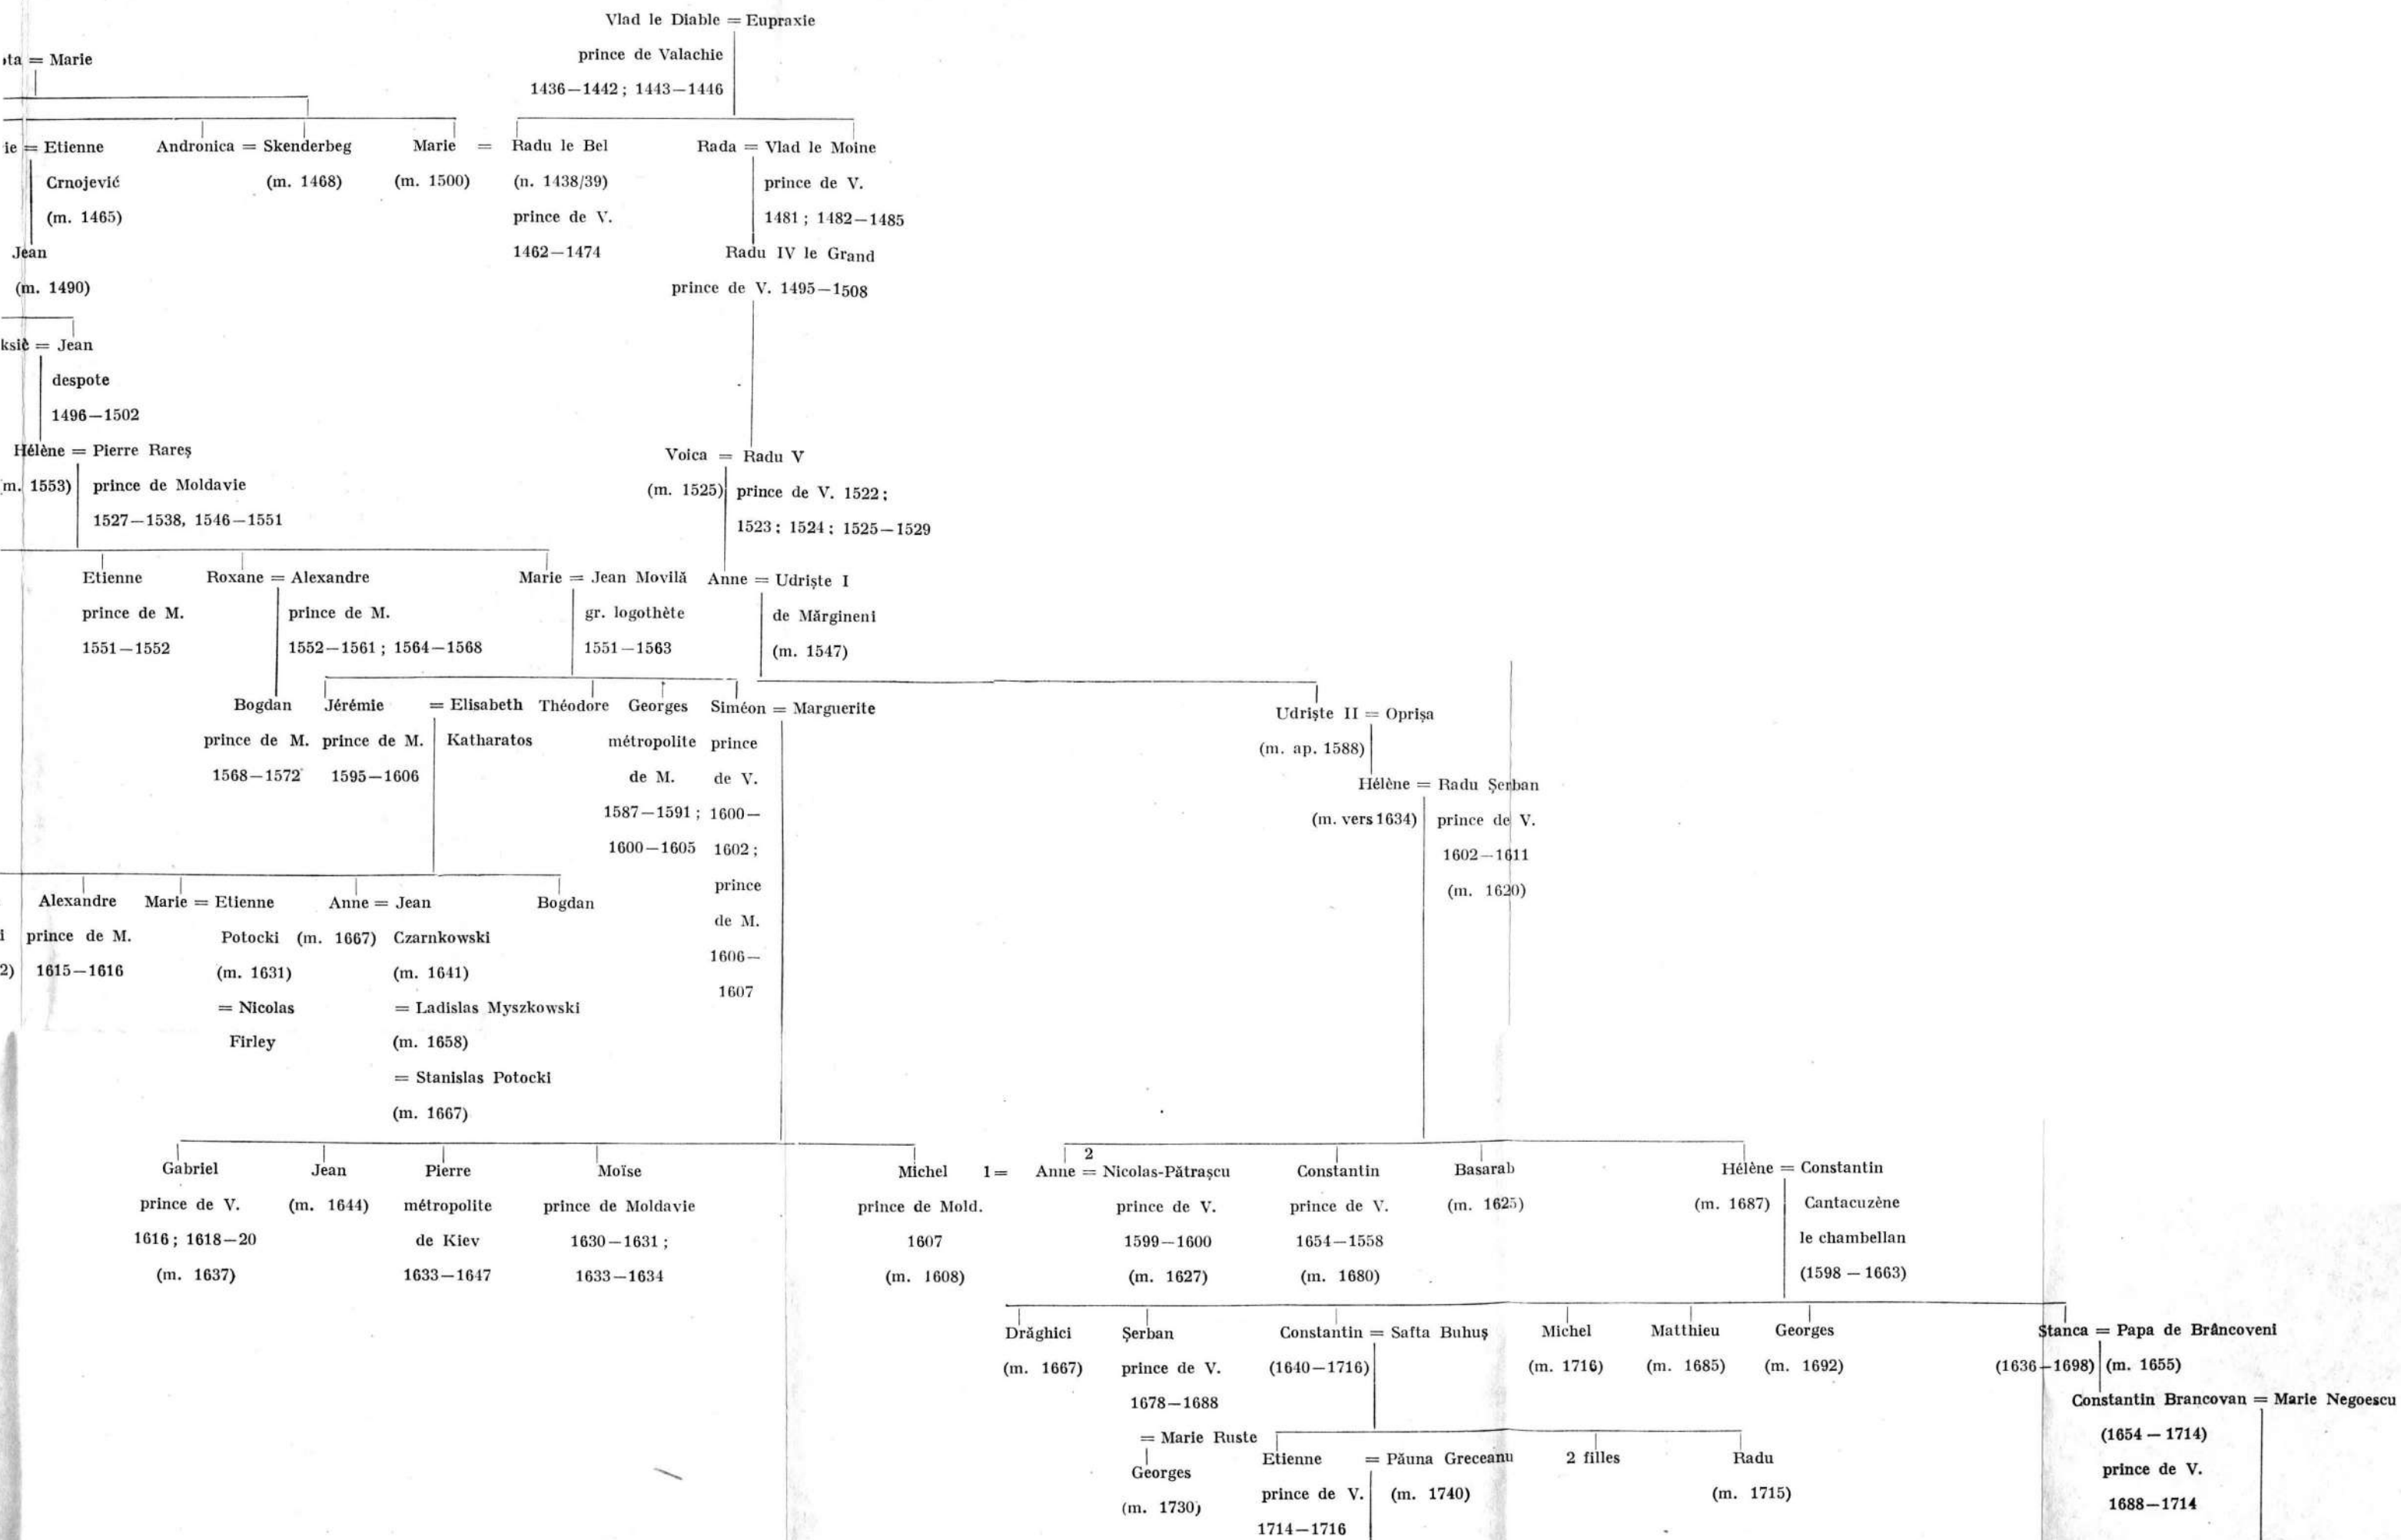 Vlad le Diable = Eupraxie
prince de Valachie
1436—1442; 1443—1446
= Marie
= Etienne
Crnojević
(m. 1465)
Andronica = Skenderbeg
(m. 1468)
Marie = Radu le Bel
(m. 1500)
(n. 1438/39)
prince de V.
1462—1474
Rada = Vlad le Moine
prince de V.
1481; 1482—1485
Jean
(m. 1490)
Radu IV le Grand
prince de V. 1495—1508
= Jean
despote
1496—1502
Hélène = Pierre Rareş
m. 1553)
prince de Moldavie
1527—1538, 1546—1551
Voica = Radu V
(m. 1525)
prince de V. 1522;
1523; 1524; 1525—1529
Etienne
prince de M.
1551—1552
Roxane = Alexandre
prince de M.
1552—1561; 1564—1568
Marie = Jean Movilă
gr. logothète
1551—1563
Anne = Udrişte I
de Mărgineni
(m. 1547)
Bogdan
prince de M.
1568—1572
Jérémie = Elisabeth
prince de M.
Katharatos
1595—1606
Théodore
Georges
métropolite
de M.
1587—1591;
1600—1605
Siméon = Marguerite
prince
de V.
1600—
1602;
prince
de M.
1606—
1607
Udrişte II = Oprişa
(m. ap. 1588)
Hélène = Radu Şerban
(m. vers 1634)
prince de V.
1602—1611
(m. 1620)
Alexandre
prince de M.
1615—1616
Marie = Etienne
Potocki
(m. 1631)
= Nicolas
Firley
Anne = Jean
(m. 1667)
Czarnkowski
(m. 1641)
= Ladislas Myszkowski
(m. 1658)
= Stanislas Potocki
(m. 1667)
Bogdan
Gabriel
prince de V.
1616; 1618—20
(m. 1637)
Jean
(m. 1644)
Pierre
métropolite
de Kiev
1633—1647
Moïse
prince de Moldavie
1630—1631;
1633—1634
Michel 1=
prince de Mold.
1607
(m. 1608)
2
Anne = Nicolas-Pătraşcu
prince de V.
1599—1600
(m. 1627)
Constantin
prince de V.
1654—1558
(m. 1680)
Basarab
(m. 1625)
Hélène = Constantin
(m. 1687)
Cantacuzène
le chambellan
(1598 — 1663)
Drăghici
(m. 1667)
Şerban
prince de V.
1678—1688
= Marie Ruste
Georges
(m. 1730)
Constantin = Safta Buhuş
(1640—1716)
Michel
(m. 1716)
Matthieu
(m. 1685)
Georges
(m. 1692)
Stanca = Papa de Brâncoveni
(1636—1698)
(m. 1655)
Constantin Brancovan = Marie Negoescu
(1654 — 1714)
prince de V.
1688—1714
Etienne = Păuna Greceanu
prince de V.
(m. 1740)
1714—1716
2 filles
Radu
(m. 1715)